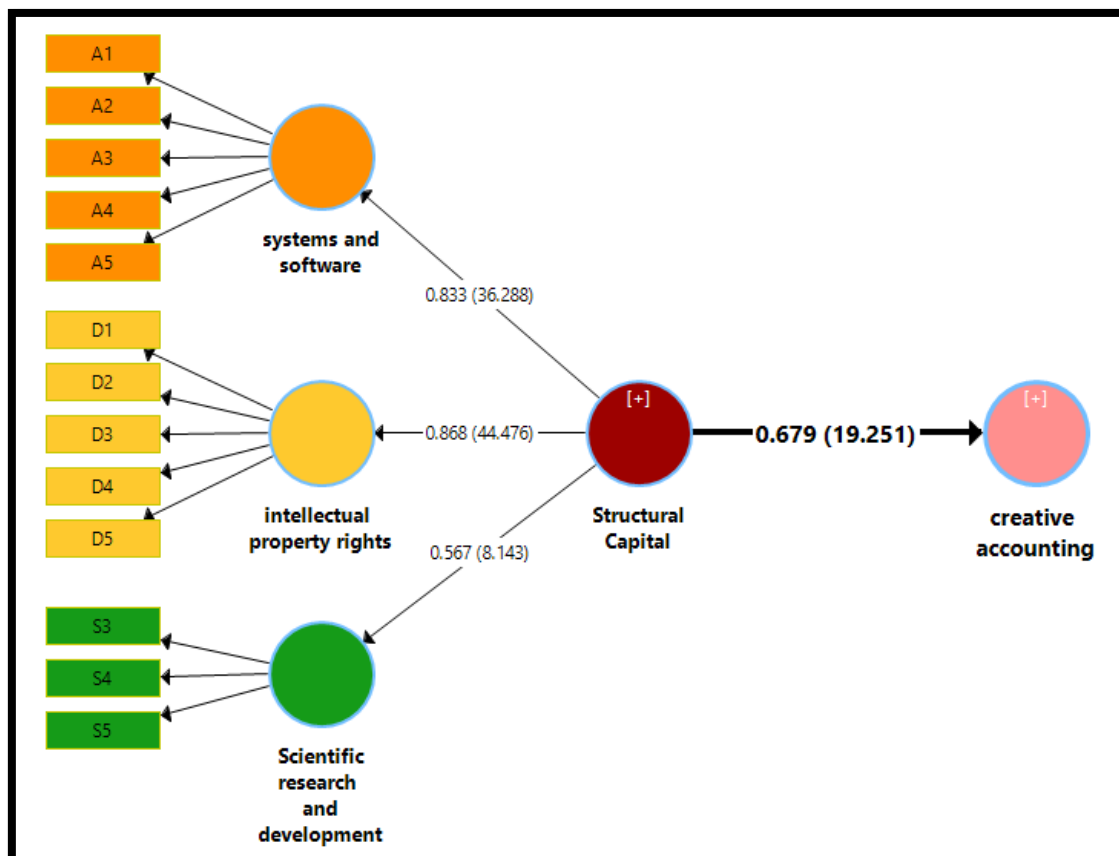 A1
A2
A3
A4
A5
systems and
software
0.833 (36.288)
D1
D2
D3
D4
D5
intellectual
property rights
0.868 (44.476)
[+]
Structural
Capital
0.679 (19.251)
[+]
creative
accounting
0.567 (8.143)
S3
S4
S5
Scientific
research
and
development